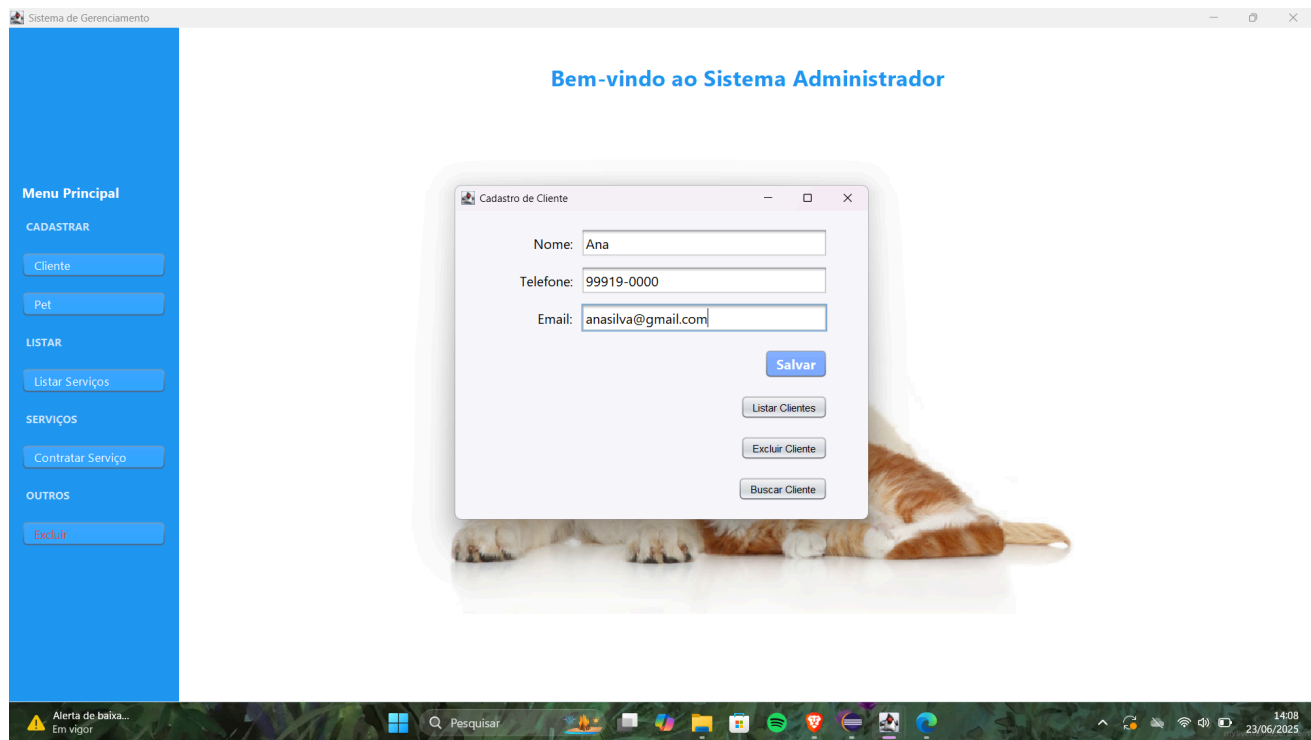 Sistema de Gerenciamento
Bem-vindo ao Sistema Administrador
Menu Principal
CADASTRAR
Cliente
Pet
LISTAR
Listar Serviços
SERVIÇOS
Contratar Serviço
OUTROS
Excluir
Cadastro de Cliente
Nome: Ana
Telefone: 99919-0000
Email: anasilva@gmail.com
Salvar
Listar Clientes
Excluir Cliente
Buscar Cliente
Alerta de baixa...
Em vigor
Pesquisar
14:08
23/06/2025